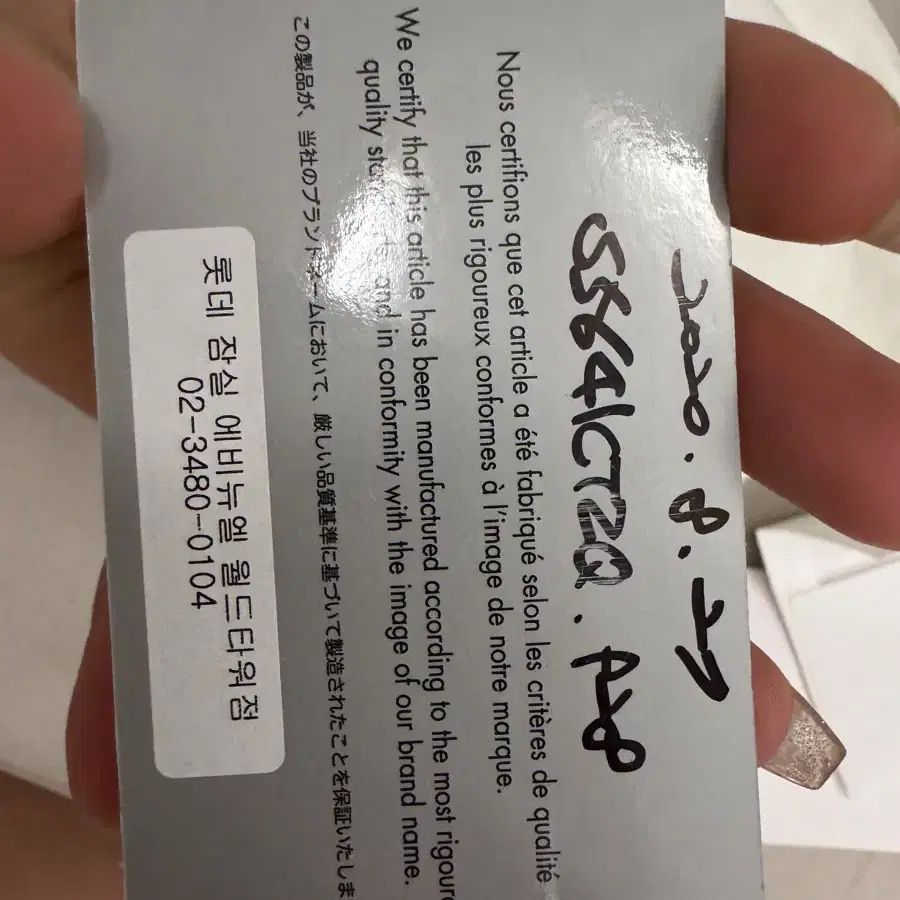 2020. 8. 27
Nous certifions que cet article a été fabriqué selon les critères de qualité
les plus rigoureux conformes à l'image de notre marque.
We certify that this article has been manufactured according to the most rigour
quality and in conformity with the image of our brand name.
この製品が、当社のブランドネームにおいて、厳しい品質基準に基づいて製造されたことを保証いたしま
롯데 잠실 에비뉴엘 월드타워점
02-3480-0104